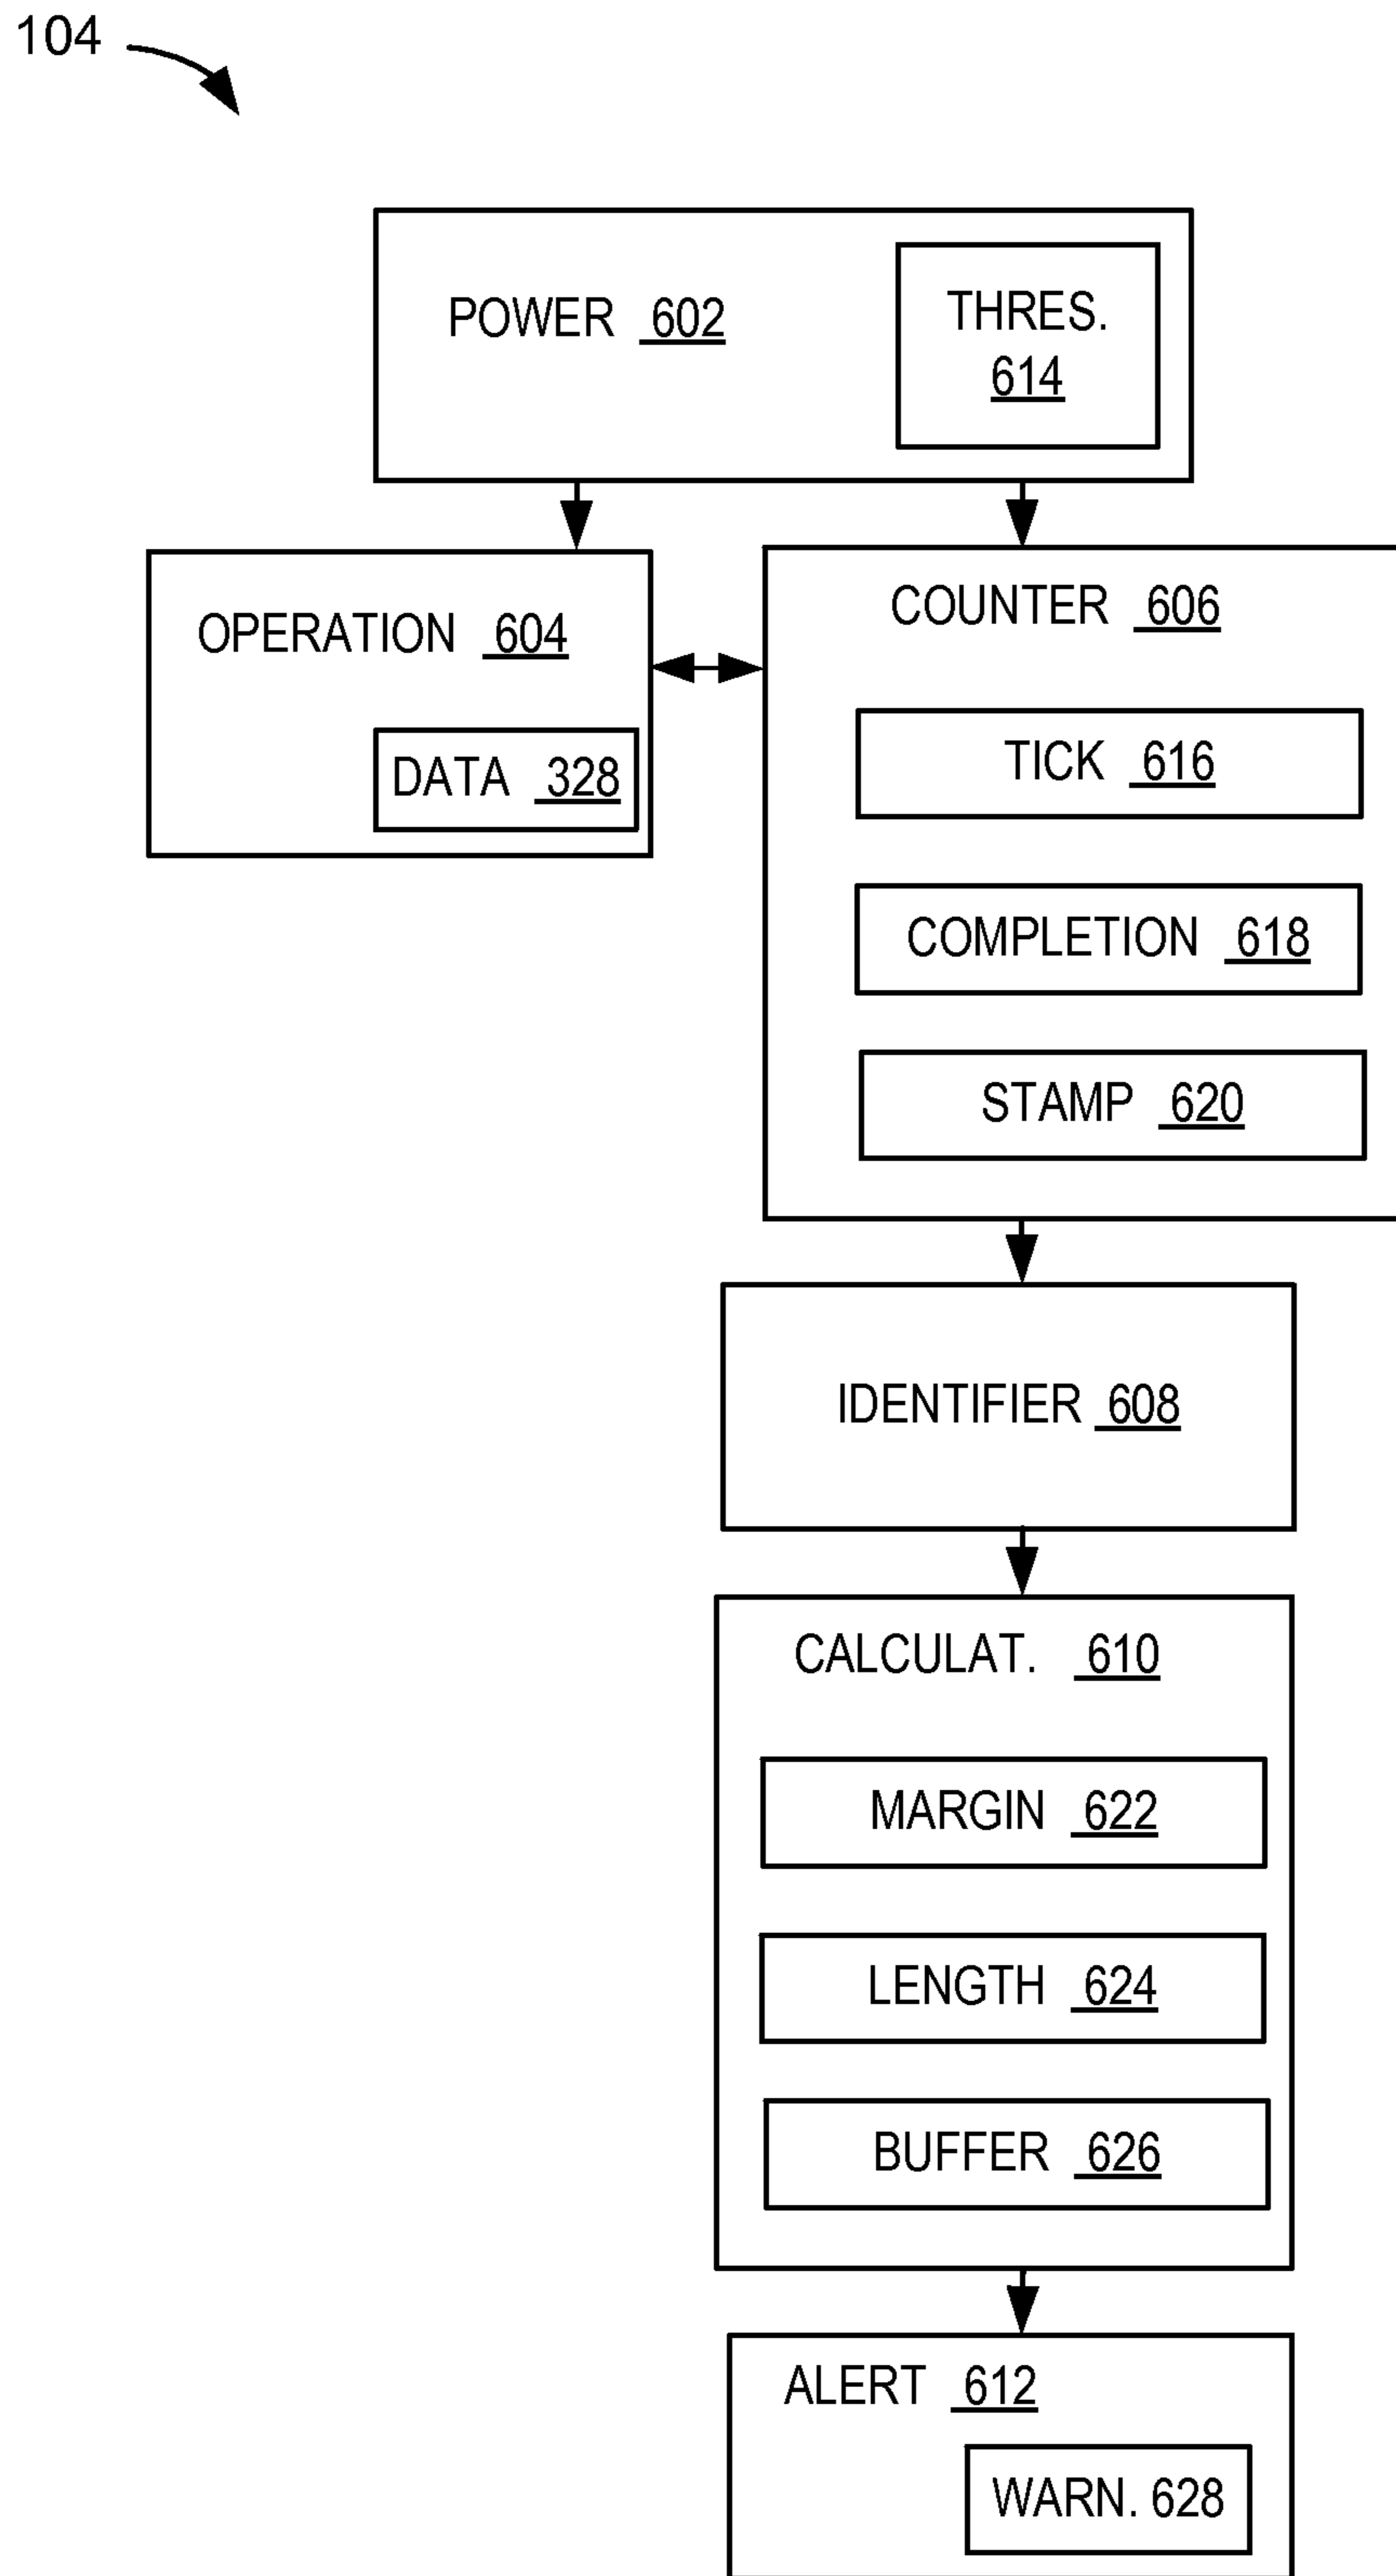 104
POWER 602
THRES.
614
OPERATION 604
DATA 328
COUNTER 606
TICK 616
COMPLETION 618
STAMP 620
IDENTIFIER 608
CALCULAT. 610
MARGIN 622
LENGTH 624
BUFFER 626
ALERT 612
WARN. 628